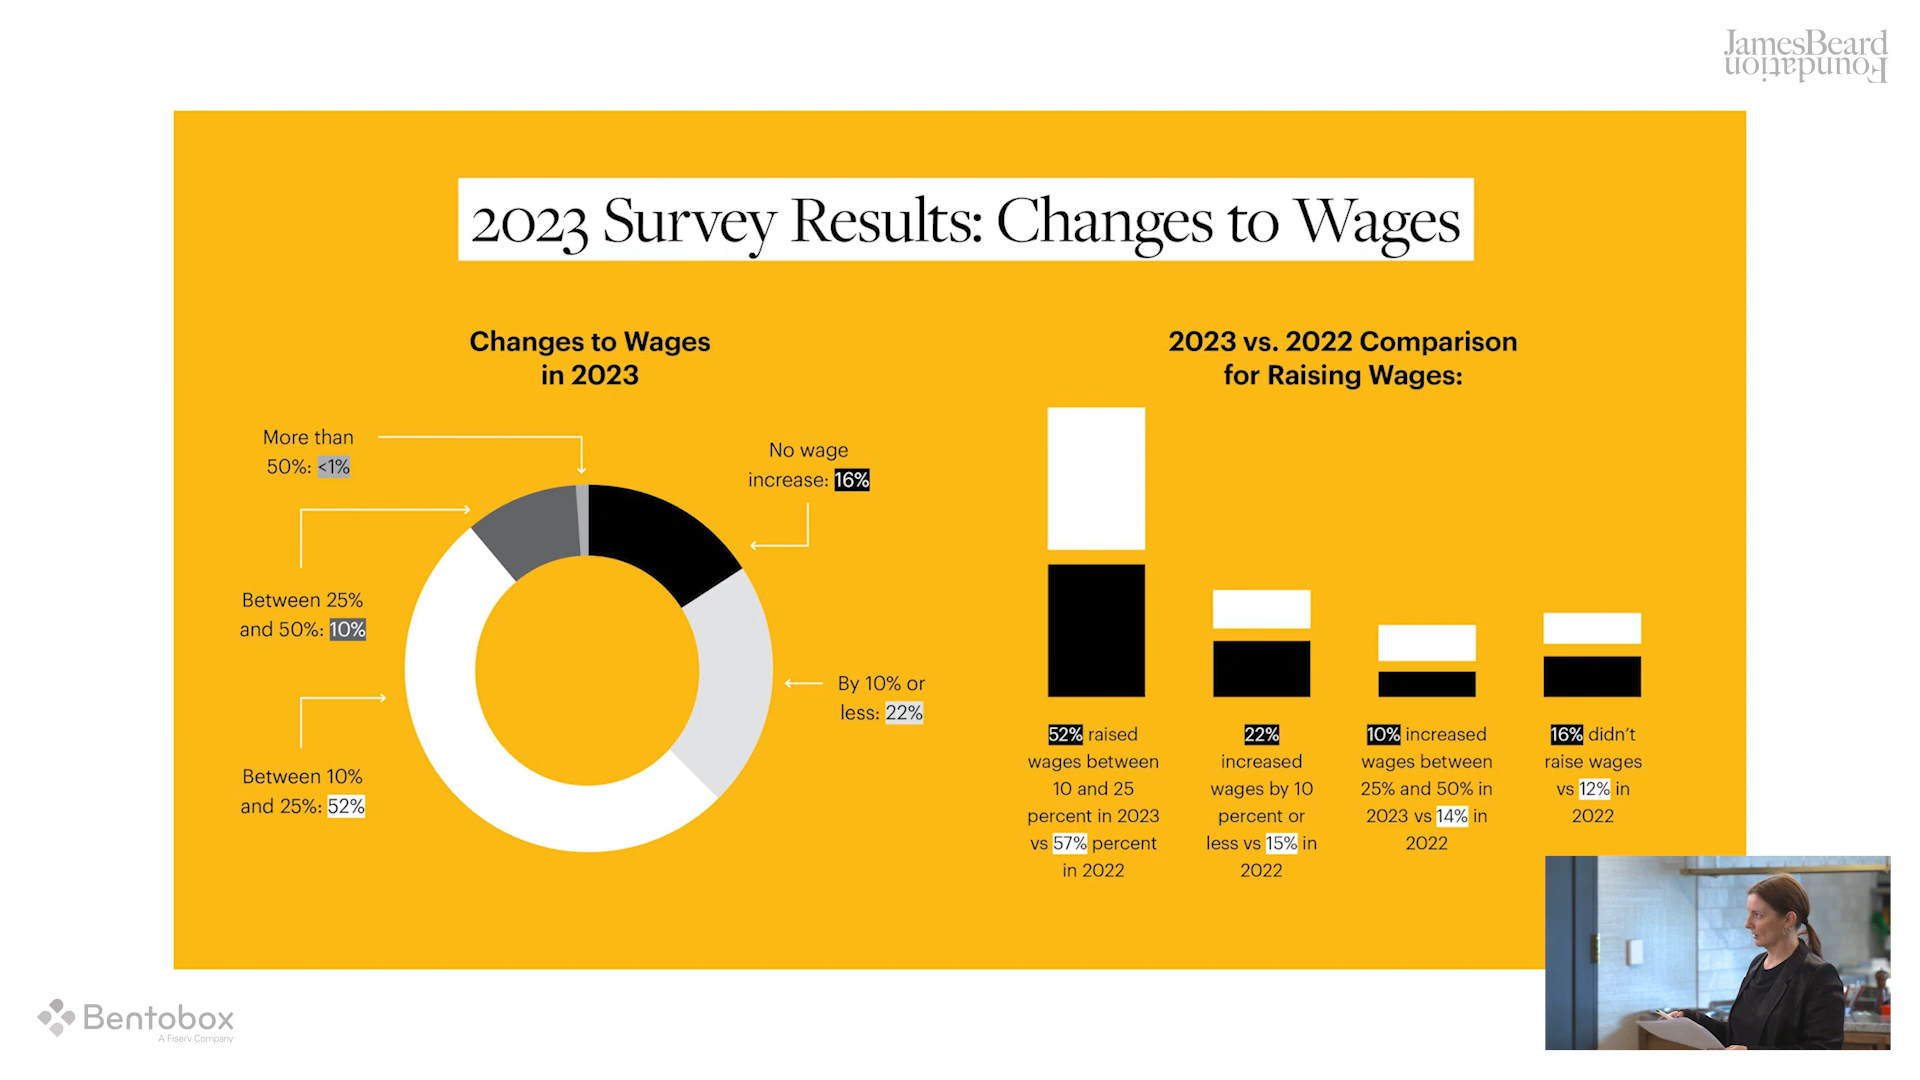 JamesBeard
Foundation
2023 Survey Results: Changes to Wages
Changes to Wages
in 2023
More than
50%: <1%
No wage
increase: 16%
Between 25%
and 50%: 10%
By 10% or
less: 22%
Between 10%
and 25%: 52%
2023 vs. 2022 Comparison
for Raising Wages:
52% raised
wages between
10 and 25
percent in 2023
vs 57% percent
in 2022
22%
increased
wages by 10
percent or
less vs 15% in
2022
10% increased
wages between
25% and 50% in
2023 vs 14% in
2022
16% didn't
raise wages
vs 12% in
2022
Bentobox
A Fiserv Company